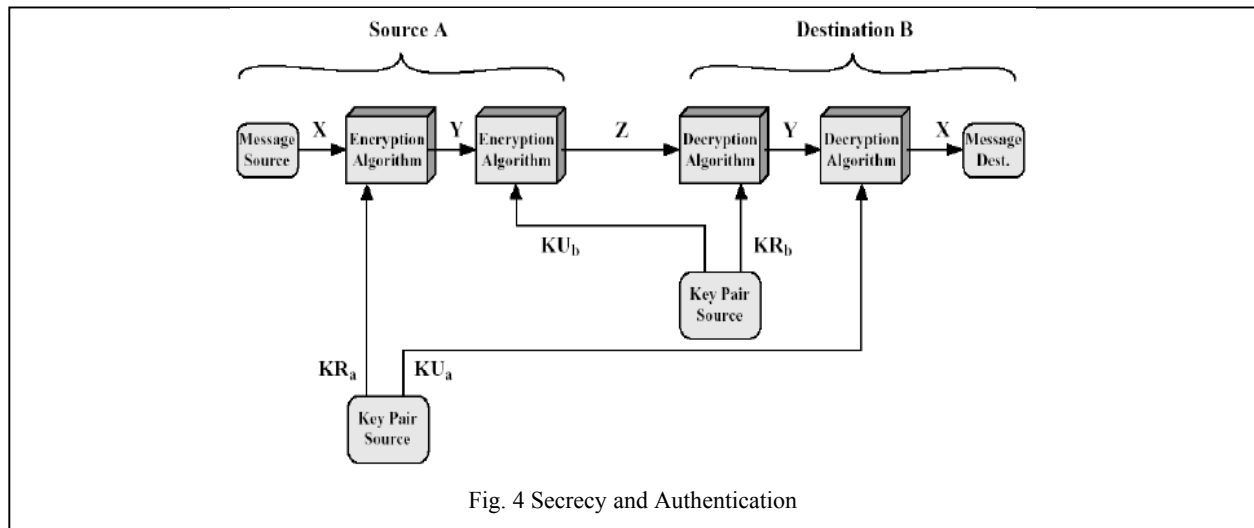 Source A
Destination B
Message
Source
X
Encryption
Algorithm
Y
Encryption
Algorithm
Z
Decryption
Algorithm
Y
Decryption
Algorithm
X
Message
Dest.
KUb
KRb
Key Pair
Source
KRa
KUa
Key Pair
Source
Fig. 4 Secrecy and Authentication